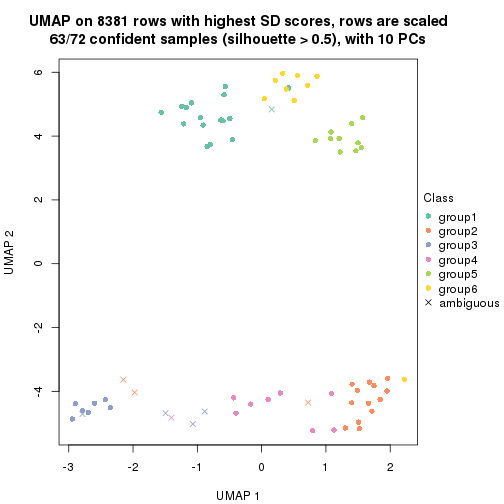 UMAP on 8381 rows with highest SD scores, rows are scaled
63/72 confident samples (silhouette > 0.5), with 10 PCs
6
4
2
0
-2
-4
UMAP 2
-3
-2
-1
0
1
2
UMAP 1
Class
group1
group2
group3
group4
group5
group6
ambiguous